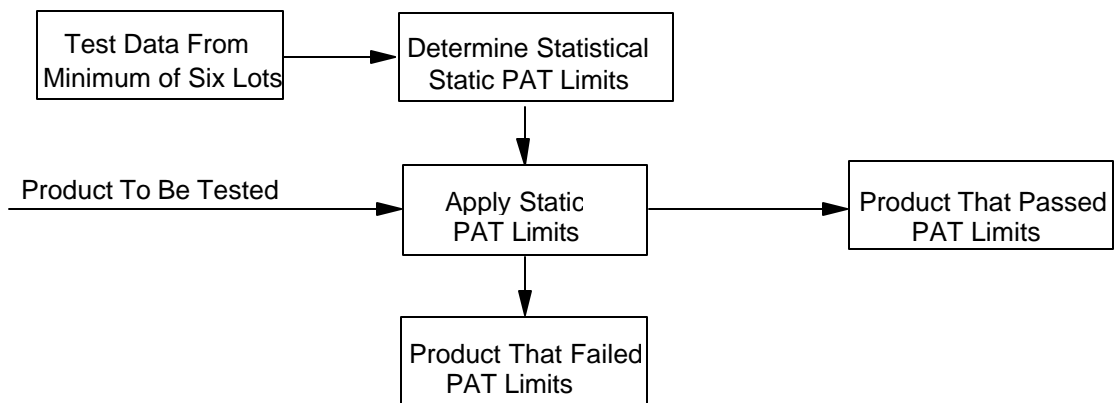 Test Data From
Minimum of Six Lots
Determine Statistical
Static PAT Limits
Product To Be Tested
Apply Static
PAT Limits
Product That Passed
PAT Limits
Product That Failed
PAT Limits